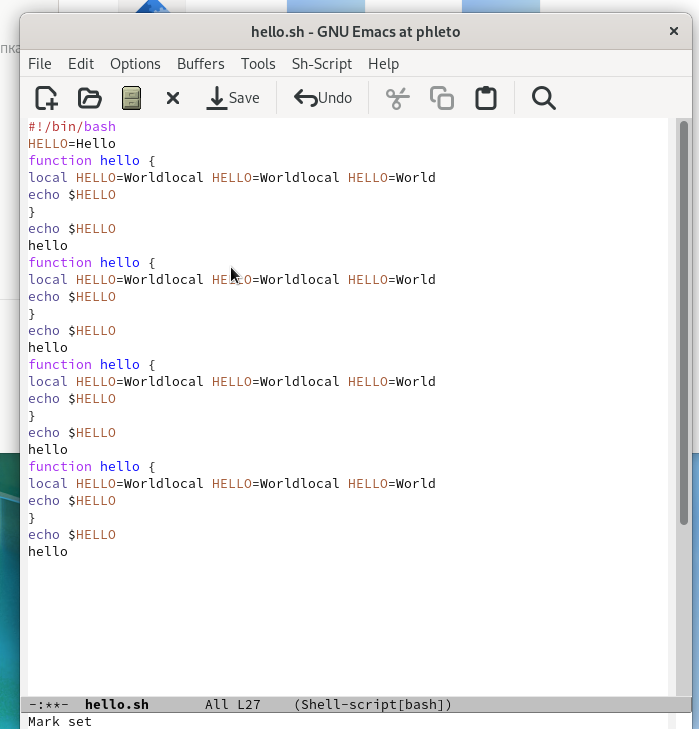 пка
hello.sh - GNU Emacs at phleto
File Edit Options Buffers Tools Sh-Script Help
Save Undo
#!/bin/bash
HELLO=Hello
function hello {
local HELLO=Worldlocal HELLO=Worldlocal HELLO=World
echo $HELLO
}
echo $HELLO
hello
function hello {
local HELLO=Worldlocal HELLO=Worldlocal HELLO=World
echo $HELLO
}
echo $HELLO
hello
function hello {
local HELLO=Worldlocal HELLO=Worldlocal HELLO=World
echo $HELLO
}
echo $HELLO
hello
function hello {
local HELLO=Worldlocal HELLO=Worldlocal HELLO=World
echo $HELLO
}
echo $HELLO
hello
-:**- hello.sh All L27 (Shell-script[bash])
Mark set